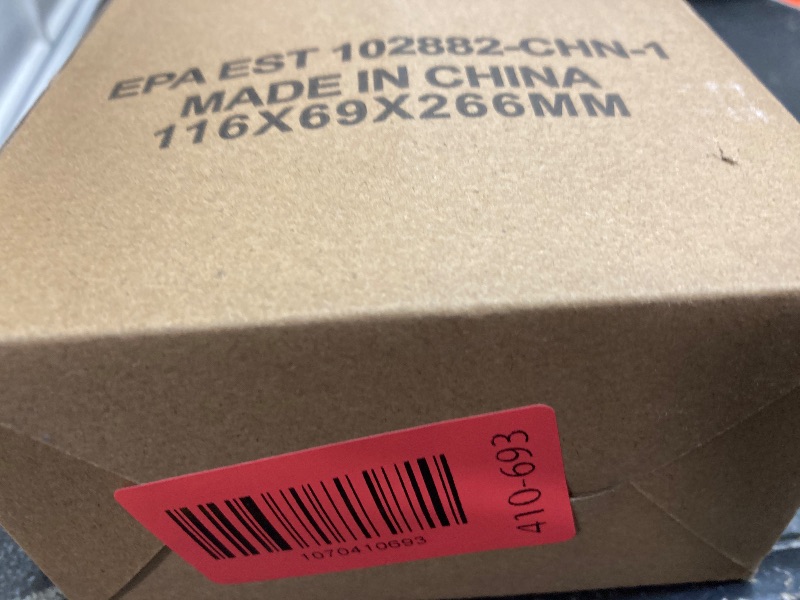 EPA EST 102882-CHN-1
MADE IN CHINA
116X69X266MM
410-693
1070410693